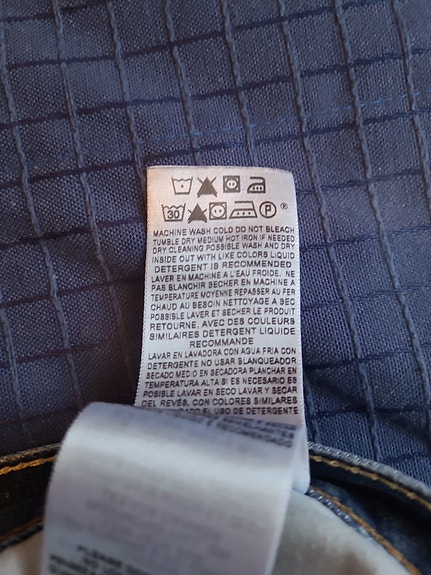 30 P ®
MACHINE WASH COLD DO NOT BLEACH
TUMBLE DRY MEDIUM HOT IRON IF NEEDED
DRY CLEANING POSSIBLE WASH AND DRY
INSIDE OUT WITH LIKE COLORS LIQUID
DETERGENT IS RECOMMENDED
LAVER EN MACHINE A L'EAU FROIDE. NE
PAS BLANCHIR SECHER EN MACHINE A
TEMPERATURE MOYENNE REPASSER AU FER
CHAUD AU BESOIN NETTOYAGE A SEC
POSSIBLE LAVER ET SECHER LE PRODUIT
RETOURNE, AVEC DES COULEURS
SIMILAIRES DETERGENT LIQUIDE
RECOMMANDE
LAVAR EN LAVADORA CON AGUA FRIA CON
DETERGENTE NO USAR BLANQUEADOR
SECADO MEDIO EN SECADORA PLANCHAR EN
TEMPERATURA ALTA SI ES NECESARIO ES
POSIBLE LAVAR EN SECO LAVAR Y SECAR
DEL REVÉS, CON COLORES SIMILARES
EL USO DE DETERGENTE
PLEASE